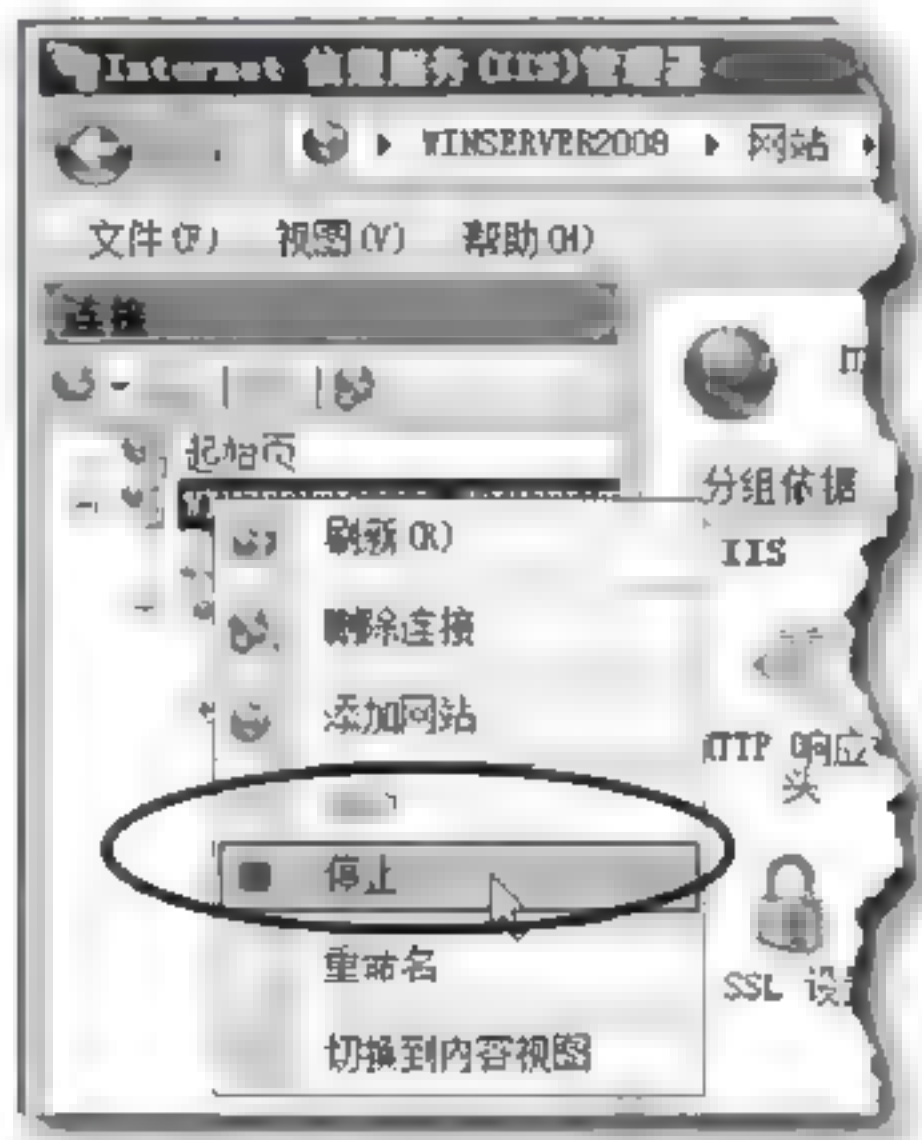 Internet 信息服务(IIS)管理器
WINSERVER2008 网站
文件(F) 视图(V) 帮助(H)
连接
起始页
分组依据
刷新(R)
IIS
删除连接
添加网站
HTTP 响应
头
停止
重命名
SSL 设置
切换到内容视图